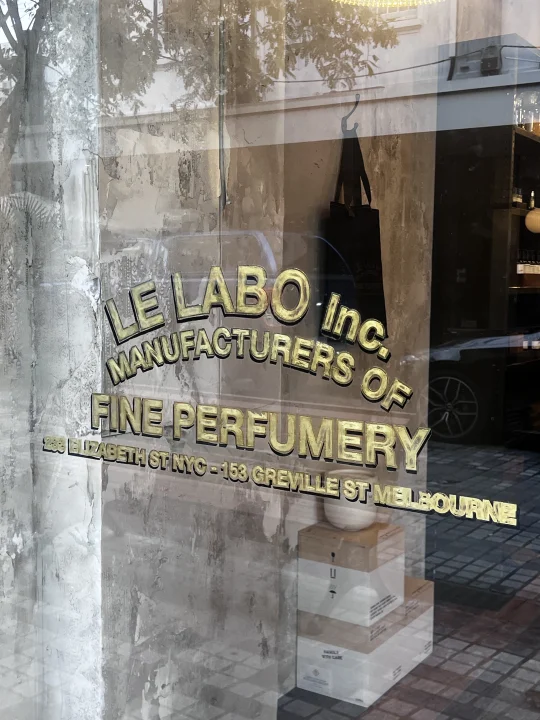 LE LABO Inc.
MANUFACTURERS OF
FINE PERFUMERY
233 ELIZABETH ST NYC - 153 GREVILLE ST MELBOURNE